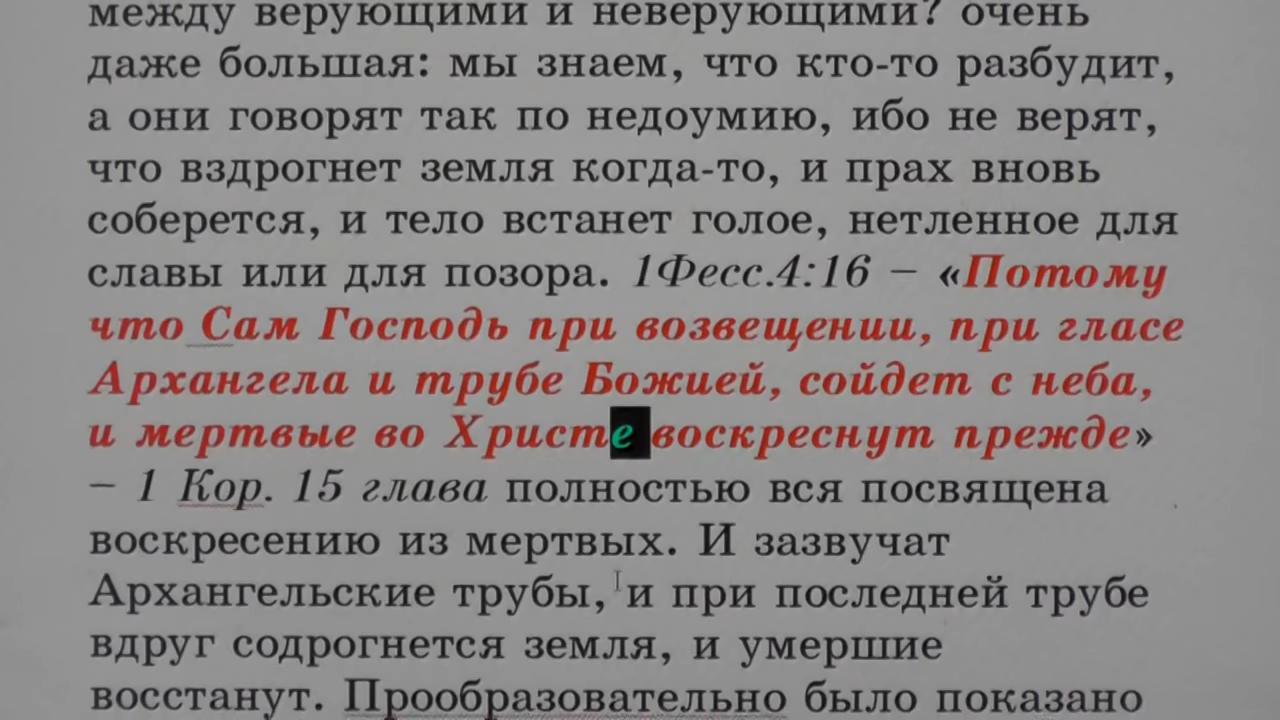 между верующими и неверующими? очень
даже большая: мы знаем, что кто-то разбудит,
а они говорят так по недоумию, ибо не верят,
что вздрогнет земля когда-то, и прах вновь
соберется, и тело встанет голое, нетленное для
славы или для позора. 1Фесс.4:16 – «Потому
что Сам Господь при возвещении, при гласе
Архангела и трубе Божией, сойдет с неба,
и мертвые во Христе воскреснут прежде»
– 1 Кор. 15 глава полностью вся посвящена
воскресению из мертвых. И зазвучат
Архангельские трубы, и при последней трубе
вдруг содрогнется земля, и умершие
восстанут. Прообразовательно было показано